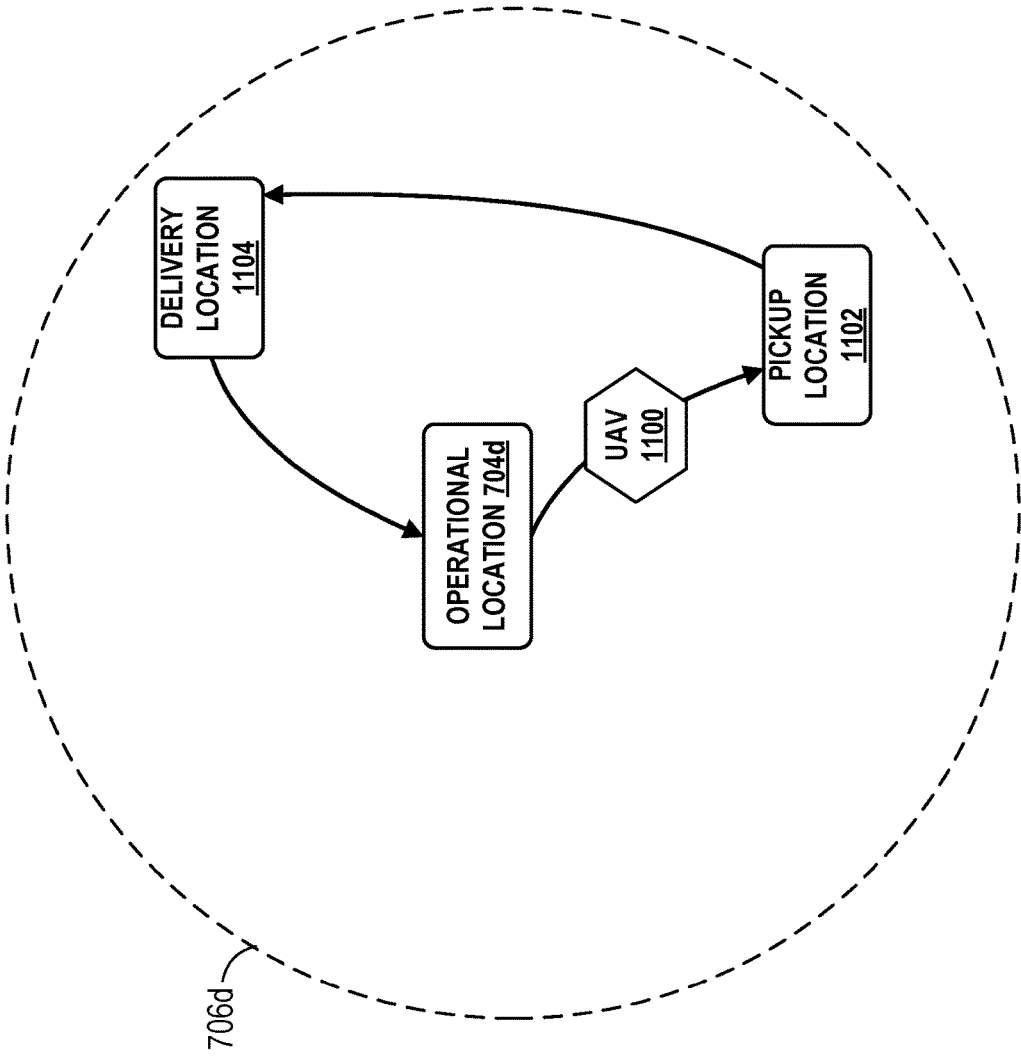 706d
OPERATIONAL
LOCATION 704d
DELIVERY
LOCATION
1104
UAV
1100
PICKUP
LOCATION
1102